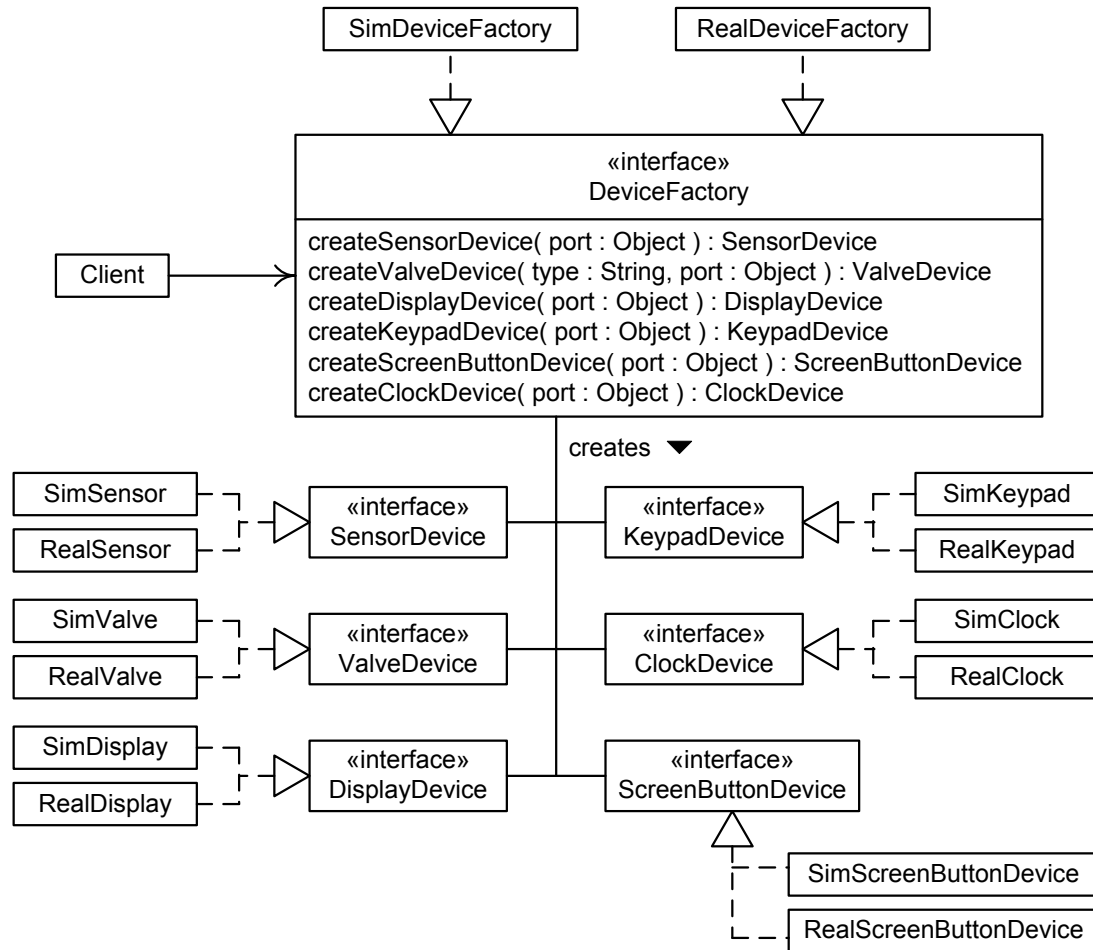 SimDeviceFactory
RealDeviceFactory
«interface»
DeviceFactory
createSensorDevice( port : Object ) : SensorDevice
createValveDevice( type : String, port : Object ) : ValveDevice
createDisplayDevice( port : Object ) : DisplayDevice
createKeypadDevice( port : Object ) : KeypadDevice
createScreenButtonDevice( port : Object ) : ScreenButtonDevice
createClockDevice( port : Object ) : ClockDevice
Client
creates
SimSensor
RealSensor
«interface»
SensorDevice
«interface»
KeypadDevice
SimKeypad
RealKeypad
SimValve
RealValve
«interface»
ValveDevice
«interface»
ClockDevice
SimClock
RealClock
SimDisplay
RealDisplay
«interface»
DisplayDevice
«interface»
ScreenButtonDevice
SimScreenButtonDevice
RealScreenButtonDevice